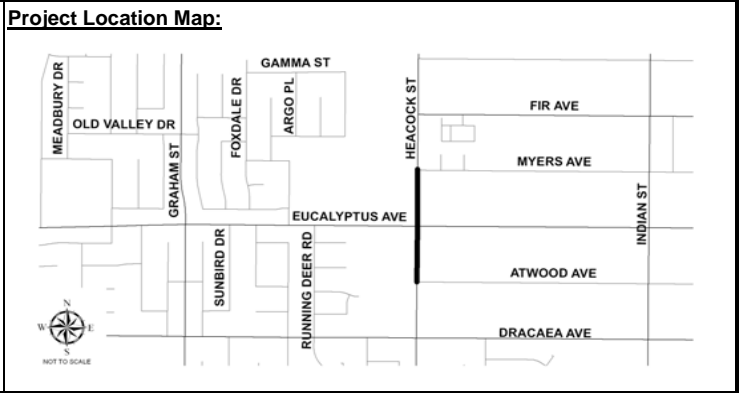 Project Location Map:
GAMMA ST
MEADBURY DR
OLD VALLEY DR
FOXDALE DR
ARGO PL
HEACOCK ST
FIR AVE
GRAHAM ST
MYERS AVE
EUCALYPTUS AVE
INDIAN ST
SUNBIRD DR
RUNNING DEER RD
ATWOOD AVE
DRACAEA AVE
N
W E
S
NOT TO SCALE